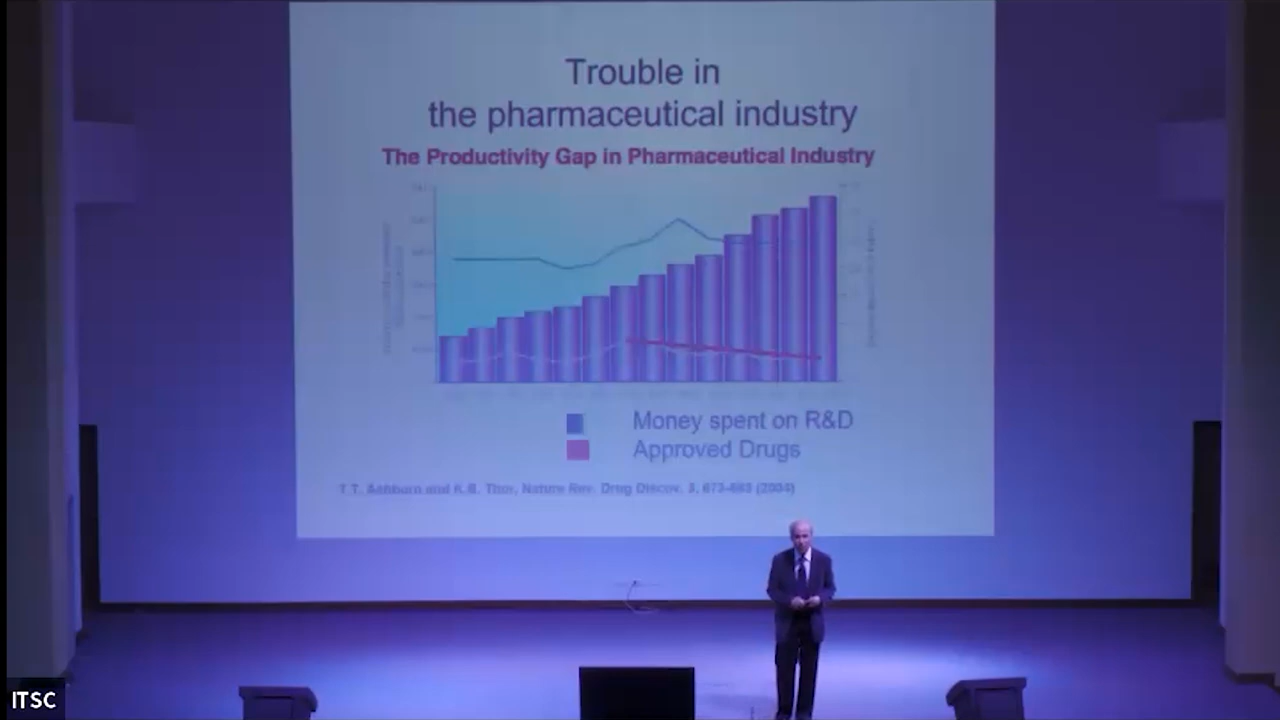 Trouble in
the pharmaceutical industry
The Productivity Gap in Pharmaceutical Industry
Money spent on R&D
Approved Drugs
T.T. Ashburn and K.B. Thor, Nature Rev. Drug Discov. 3, 673-683 (2004)
ITSC